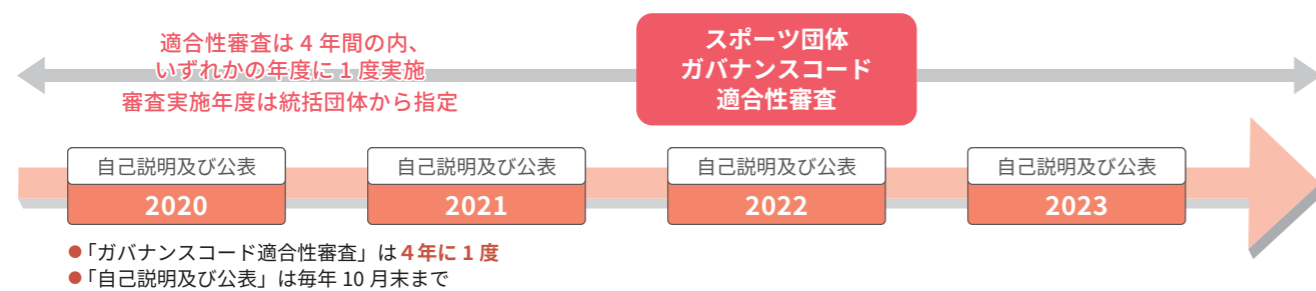 適合性審査は 4 年間の内、
いずれかの年度に 1 度実施
審査実施年度は統括団体から指定
スポーツ団体
ガバナンスコード
適合性審査
自己説明及び公表
2020
自己説明及び公表
2021
自己説明及び公表
2022
自己説明及び公表
2023
●「ガバナンスコード適合性審査」は４年に 1 度
●「自己説明及び公表」は毎年 10 月末まで